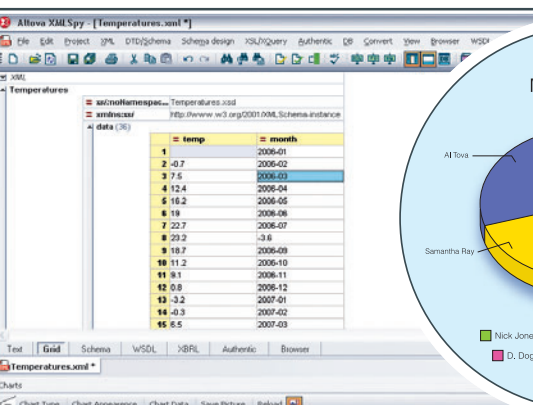 Altova XMLSpy - [Temperatures.xml *]
File Edit Project XML DTD/Schema Schema design XSL/XQuery Authentic DB Convert View Browser WSDL
XML
Temperatures
= xsi:noNamespac... Temperatures.xsd
= xmlns:xsi http://www.w3.org/2001/XMLSchema-instance
data (36)
= temp = month
1 2006-01
2 -0.7 2006-02
3 7.5 2006-03
4 12.4 2006-04
5 16.2 2006-05
6 19 2006-06
7 22.7 2006-07
8 23.2 -3.6
9 18.7 2006-09
10 11.2 2006-10
11 9.1 2006-11
12 0.8 2006-12
13 -3.2 2007-01
14 -0.3 2007-02
15 6.5 2007-03
Text Grid Schema WSDL XBRL Authentic Browser
Temperatures.xml *
Charts
Chart Type Chart Appearance Chart Data Save Picture Reload
Al Tova
Samantha Ray
Nick Jone
D. Dog